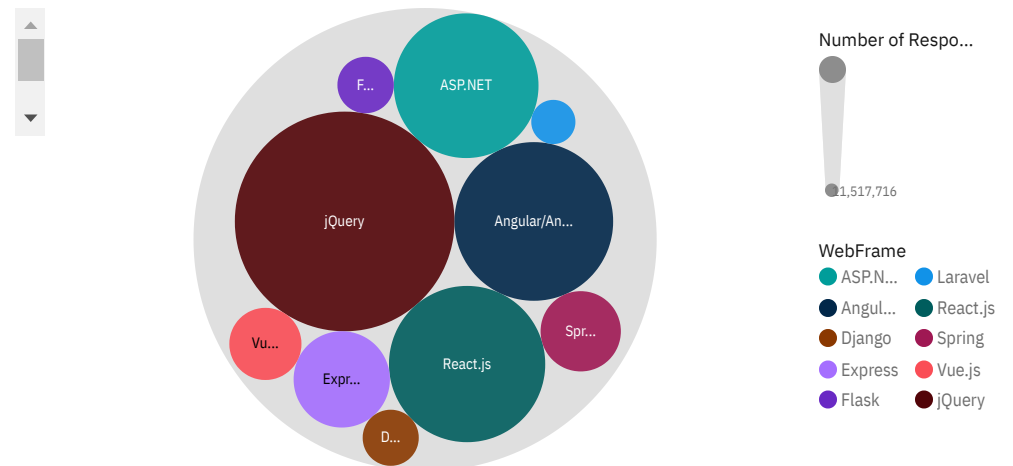 F...
ASP.NET
jQuery
Angular/An...
Vu...
Expr...
React.js
Spr...
D...
Number of Respo...
11,517,716
WebFrame
ASP.N...
Laravel
Angul...
React.js
Django
Spring
Express
Vue.js
Flask
jQuery